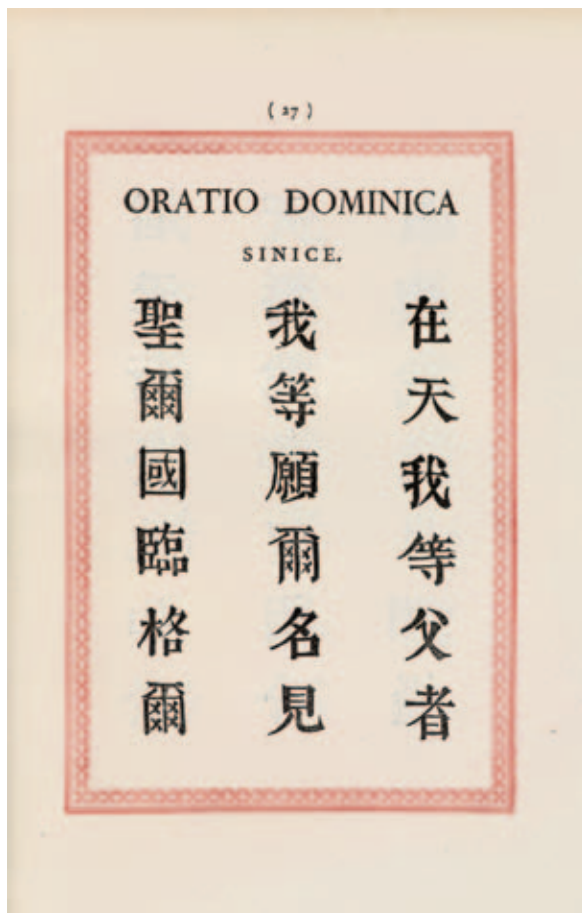 ( 27 )
ORATIO DOMINICA
SINICE.
在天我等父者
我等願爾名見
聖爾國臨格爾